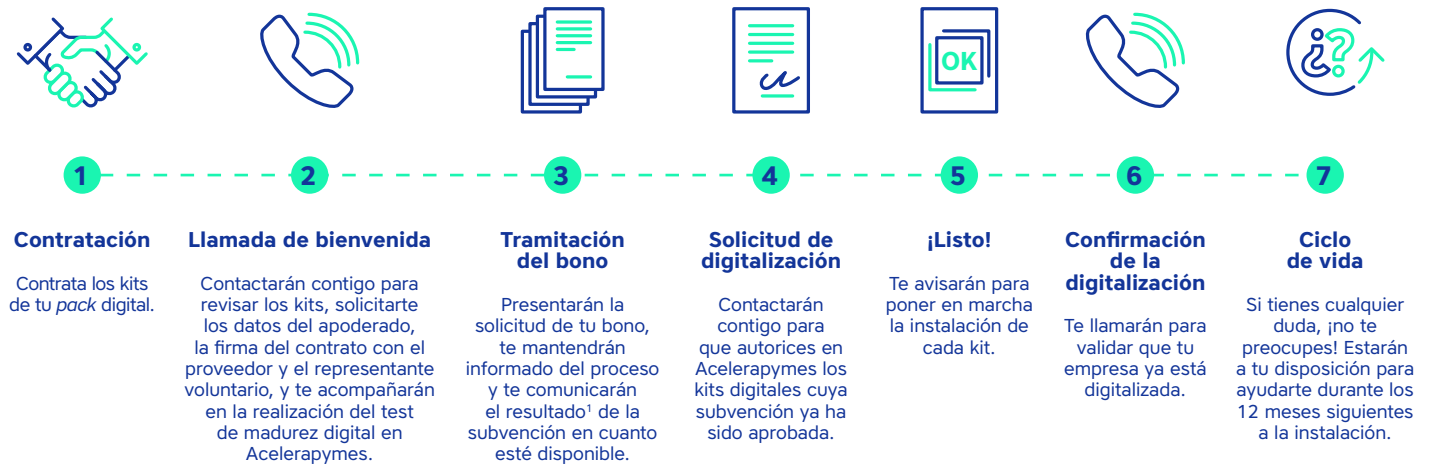 OK
1
2
3
4
5
6
7
Contratación
Contrata los kits
de tu pack digital.
Llamada de bienvenida
Contactarán contigo para
revisar los kits, solicitarte
los datos del apoderado,
la firma del contrato con el
proveedor y el representante
voluntario, y te acompañarán
en la realización del test
de madurez digital en
Acelerapymes.
Tramitación
del bono
Presentarán la
solicitud de tu bono,
te mantendrán
informado del proceso
y te comunicarán
el resultado¹ de la
subvención en cuanto
esté disponible.
Solicitud de
digitalización
Contactarán
contigo para
que autorices en
Acelerapymes los
kits digitales cuya
subvención ya ha
sido aprobada.
¡Listo!
Te avisarán para
poner en marcha
la instalación de
cada kit.
Confirmación
de la
digitalización
Te llamarán para
validar que tu
empresa ya está
digitalizada.
Ciclo
de vida
Si tienes cualquier
duda, ¡no te
preocupes! Estarán
a tu disposición para
ayudarte durante los
12 meses siguientes
a la instalación.